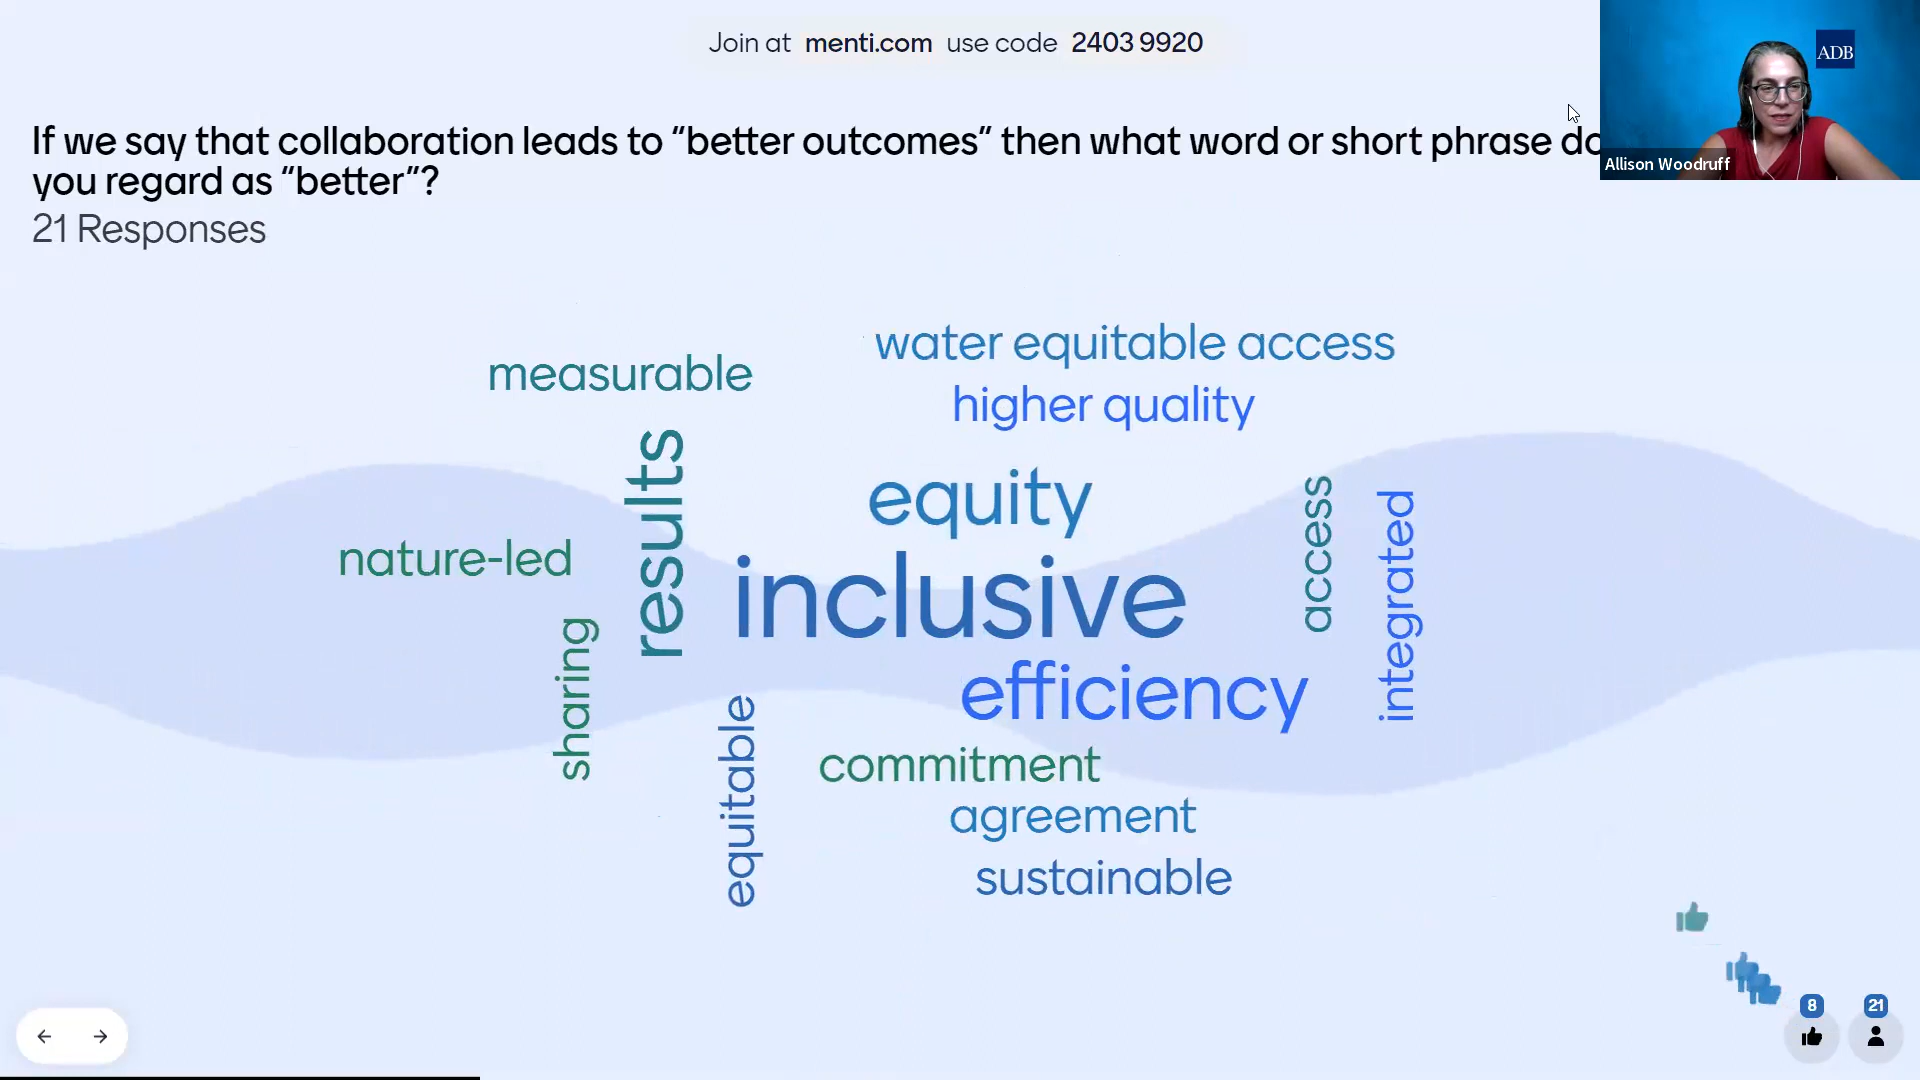 Join at menti.com use code 2403 9920
ADB
If we say that collaboration leads to “better outcomes” then what word or short phrase do
you regard as “better”?
Allison Woodruff
21 Responses
water equitable access
measurable
higher quality
results
equity
access
integrated
nature-led
inclusive
sharing
efficiency
equitable
commitment
agreement
sustainable
8
21